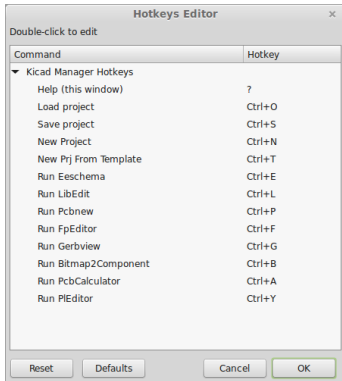 Hotkeys Editor
Double-click to edit
Command Hotkey
Kicad Manager Hotkeys
Help (this window) ?
Load project Ctrl+O
Save project Ctrl+S
New Project Ctrl+N
New Prj From Template Ctrl+T
Run Eeschema Ctrl+E
Run LibEdit Ctrl+L
Run Pcbnew Ctrl+P
Run FpEditor Ctrl+F
Run Gerbview Ctrl+G
Run Bitmap2Component Ctrl+B
Run PcbCalculator Ctrl+A
Run PlEditor Ctrl+Y
Reset Defaults Cancel OK